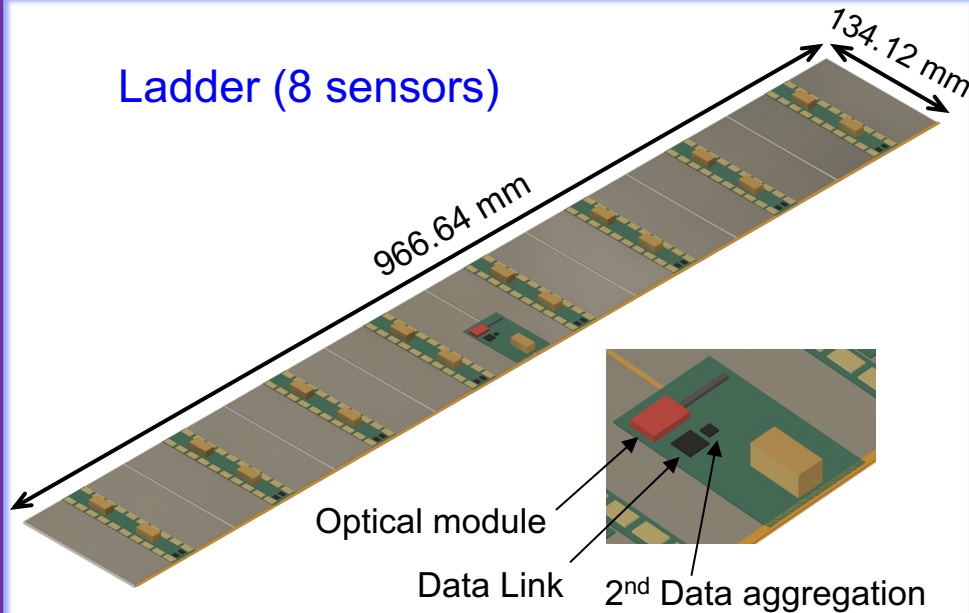 134.12 mm
Ladder (8 sensors)
966.64 mm
Optical module
Data Link
2nd Data aggregation